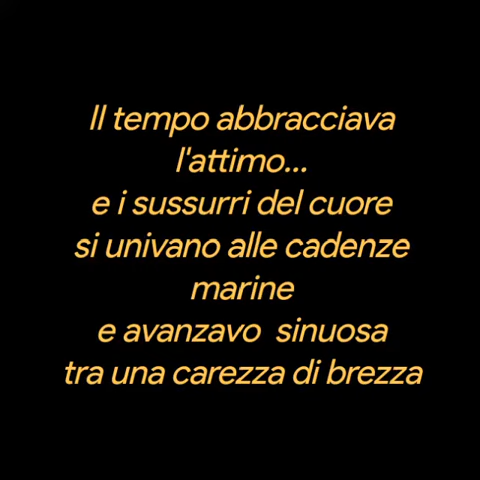 Il tempo abbracciava
l'attimo...
e i sussurri del cuore
si univano alle cadenze
marine
e avanzavo  sinuosa
tra una carezza di brezza